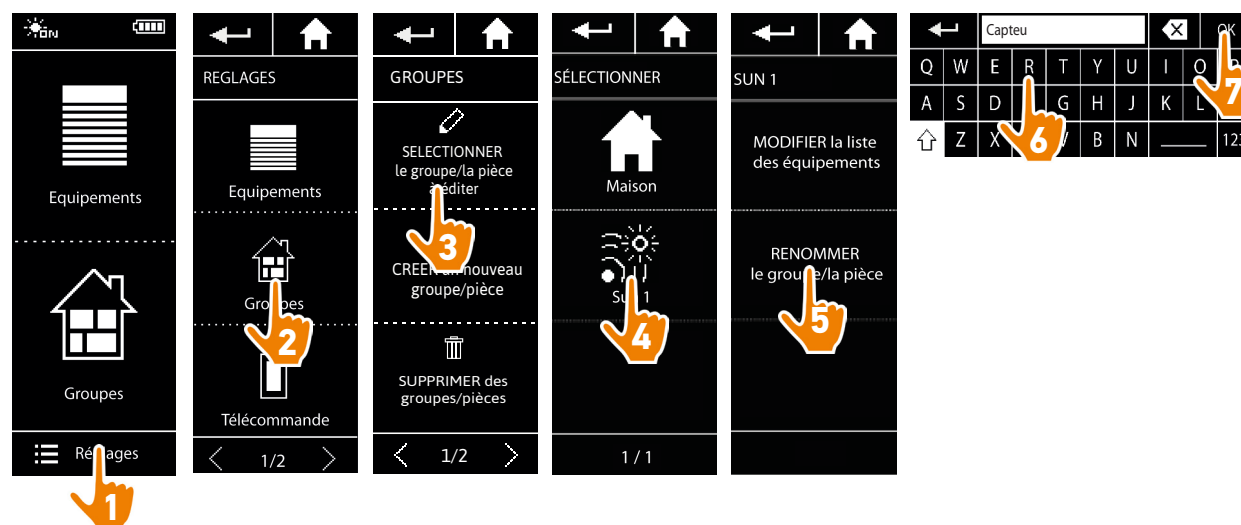 ON
Equipements
Groupes
Réglages
1
REGLAGES
Equipements
Groupes
2
Télécommande
1/2
GROUPES
SELECTIONNER
le groupe/la pièce
à éditer
3
CREER un nouveau
groupe/pièce
SUPPRIMER des
groupes/pièces
1/2
SÉLECTIONNER
Maison
Sun 1
4
1 / 1
SUN 1
MODIFIER la liste
des équipements
RENOMMER
le groupe/la pièce
5
Capteu OK
Q W E R T Y U I O
7
A S D G H J K L
Z X V B N 123
6